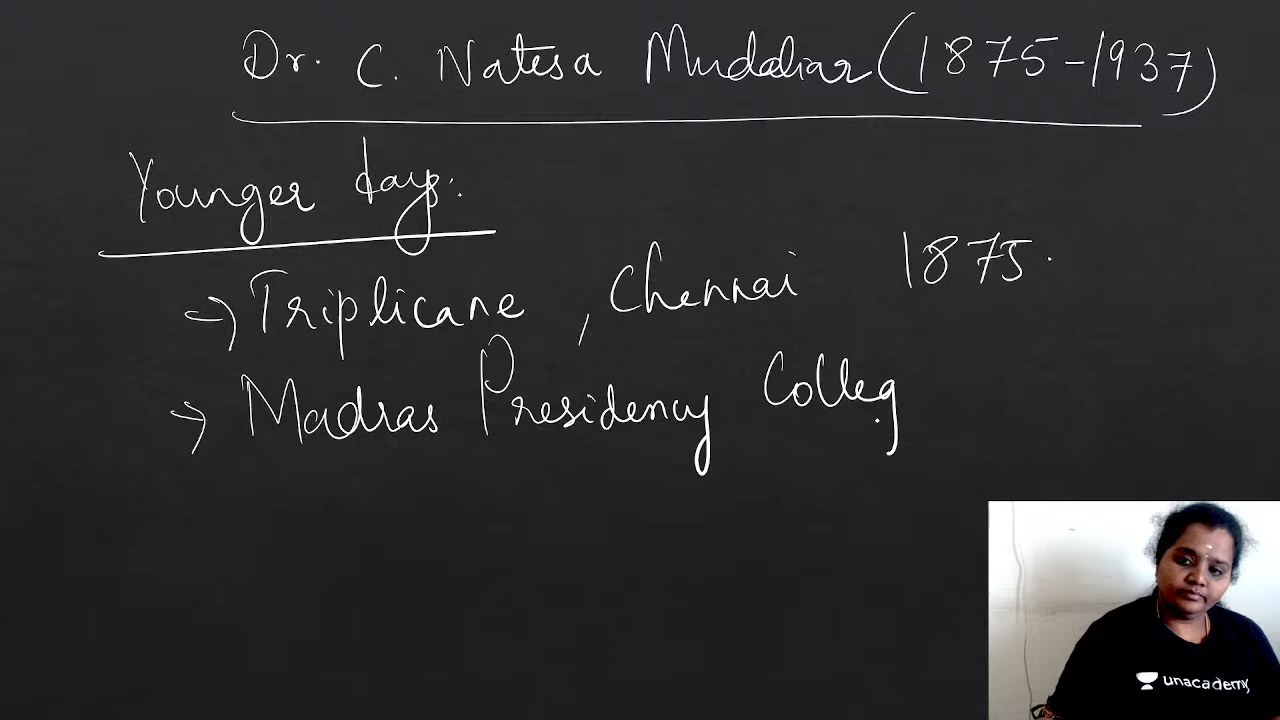 Dr. C. Natesa Mudaliar (1875-1937)
Younger days:
→ Triplicane, Chennai 1875.
→ Madras Presidency Colleg
unacademy